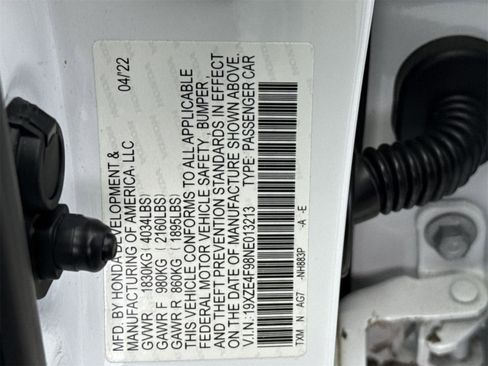 MFD. BY HONDA DEVELOPMENT & 04/22
MANUFACTURING OF AMERICA, LLC
GVWR 1830KG ( 4034LBS)
GAWR F 980KG ( 2160LBS)
GAWR R 860KG ( 1895LBS)
THIS VEHICLE CONFORMS TO ALL APPLICABLE
FEDERAL MOTOR VEHICLE SAFETY, BUMPER,
AND THEFT PREVENTION STANDARDS IN EFFECT
ON THE DATE OF MANUFACTURE SHOWN ABOVE.
V.I.N.: 19XZE4F98NE013213 TYPE: PASSENGER CAR
TXM N AG7 -NH883P -A -E